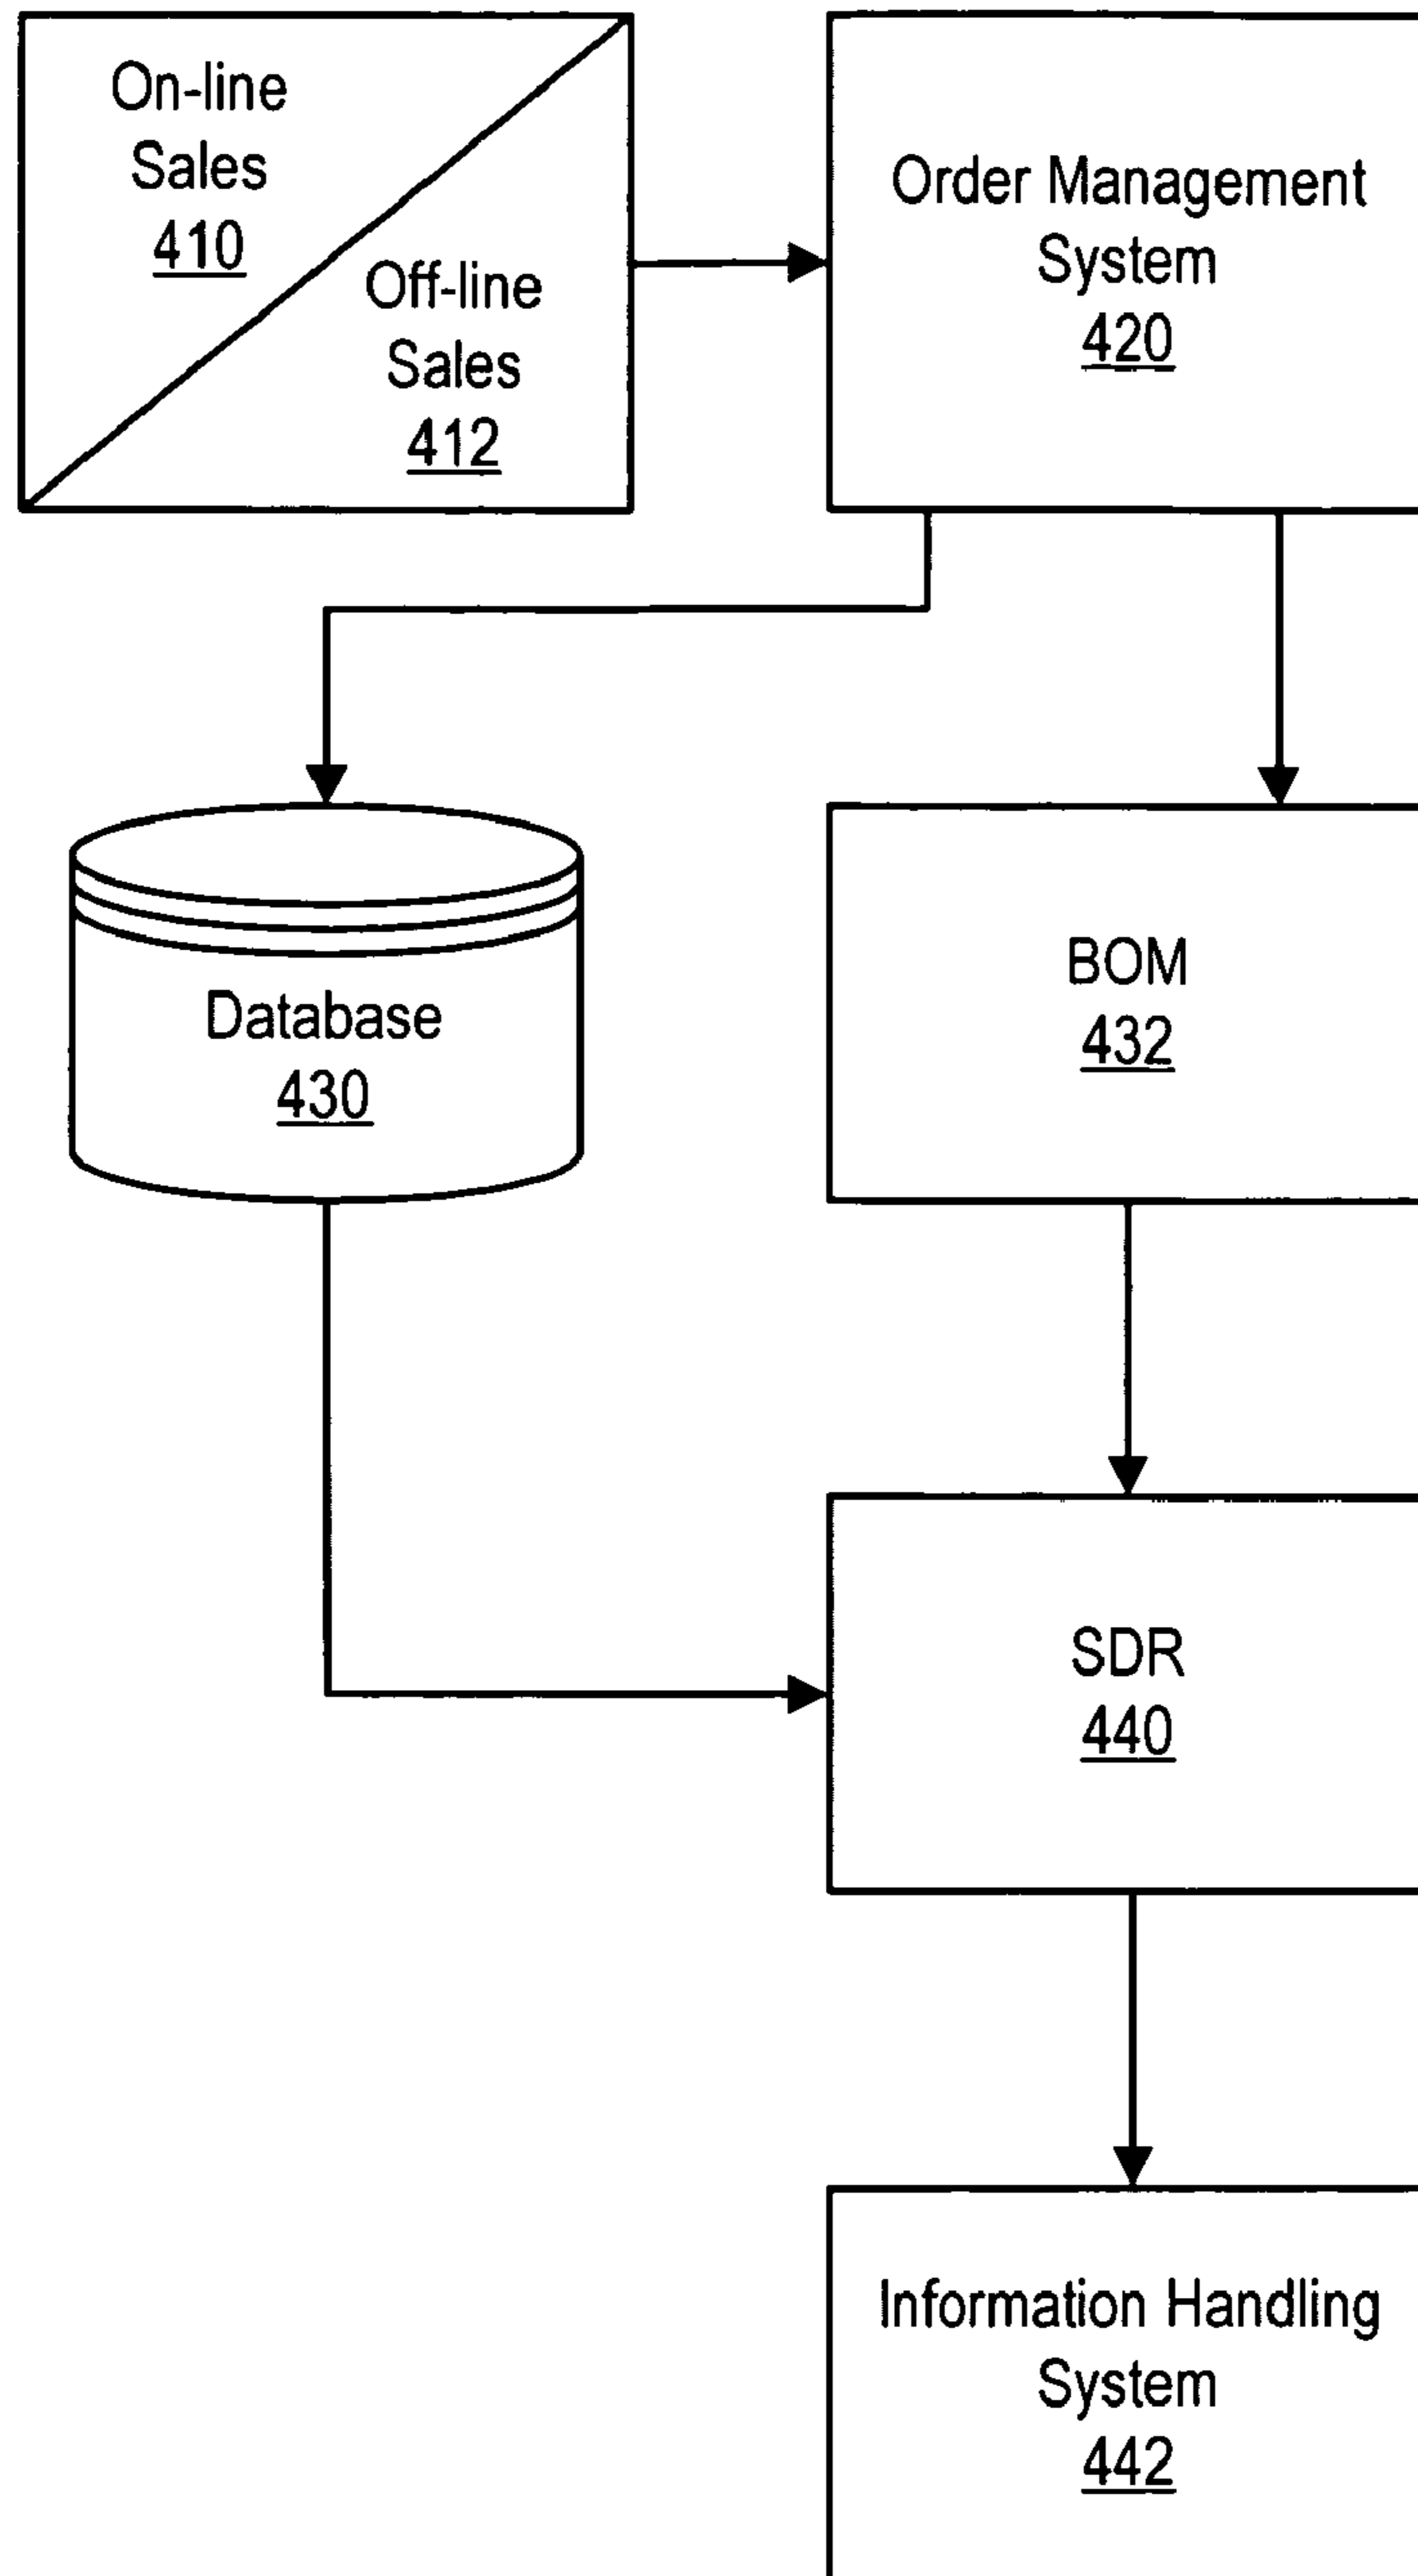 On-line
Sales
410
Off-line
Sales
412
Order Management
System
420
Database
430
BOM
432
SDR
440
Information Handling
System
442